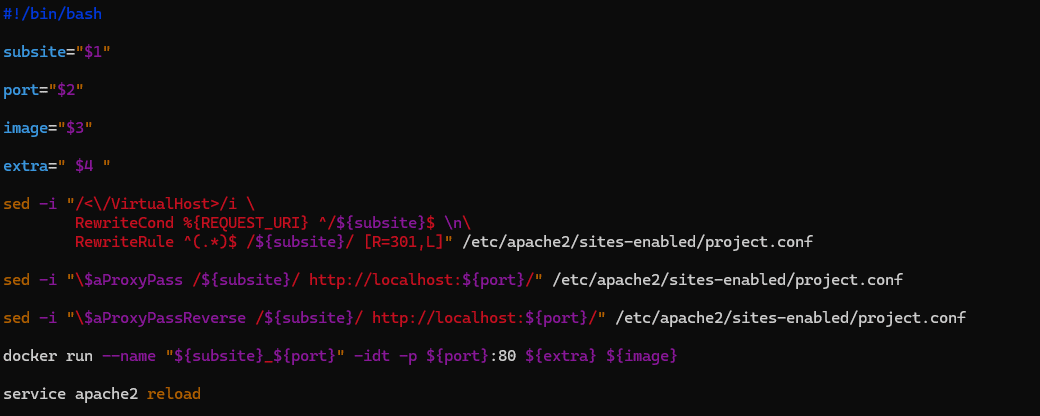 #!/bin/bash
subsite="$1"
port="$2"
image="$3"
extra=" $4 "
sed -i "/<\/VirtualHost>/i \
        RewriteCond %{REQUEST_URI} ^/${subsite}$ \n\
        RewriteRule ^(.*)$ /${subsite}/ [R=301,L]" /etc/apache2/sites-enabled/project.conf
sed -i "\$aProxyPass /${subsite}/ http://localhost:${port}/" /etc/apache2/sites-enabled/project.conf
sed -i "\$aProxyPassReverse /${subsite}/ http://localhost:${port}/" /etc/apache2/sites-enabled/project.conf
docker run --name "${subsite}_${port}" -idt -p ${port}:80 ${extra} ${image}
service apache2 reload